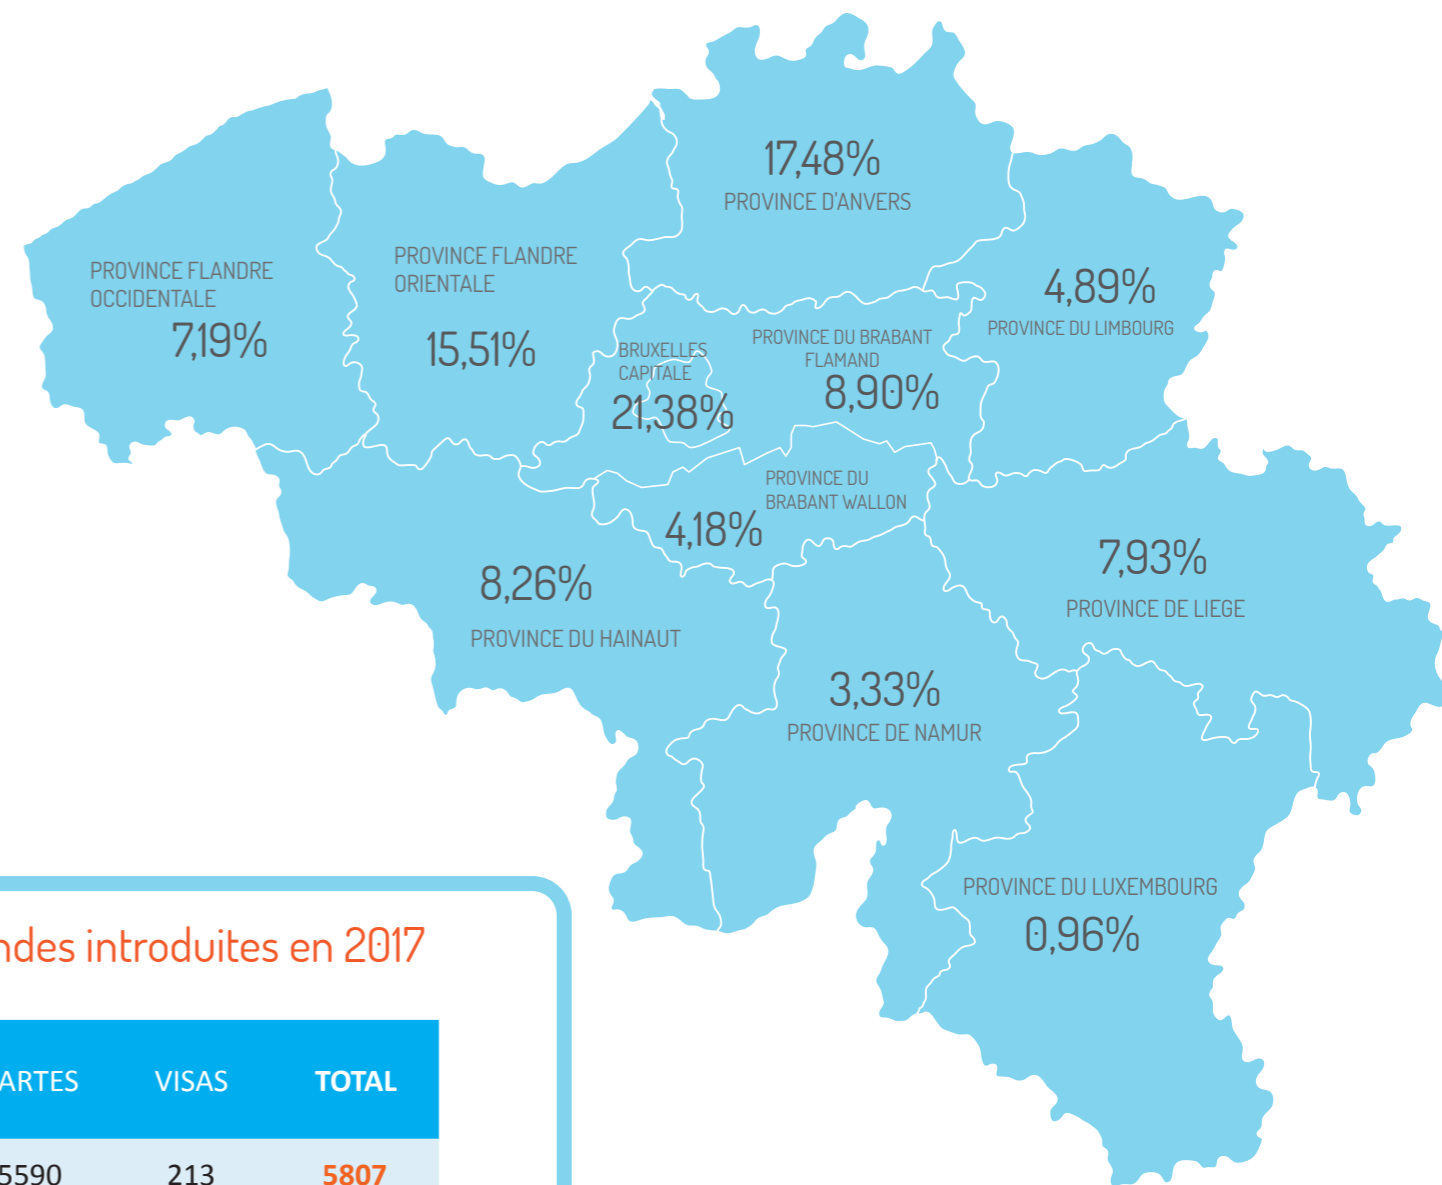 17,48%
PROVINCE D'ANVERS
PROVINCE FLANDRE
OCCIDENTALE
7,19%
PROVINCE FLANDRE
ORIENTALE
15,51%
4,89%
PROVINCE DU LIMBOURG
BRUXELLES
CAPITALE
21,38%
PROVINCE DU BRABANT
FLAMAND
8,90%
PROVINCE DU
BRABANT WALLON
4,18%
8,26%
PROVINCE DU HAINAUT
7,93%
PROVINCE DE LIEGE
3,33%
PROVINCE DE NAMUR
PROVINCE DU LUXEMBOURG
0,96%
ndes introduites en 2017
ARTES VISAS TOTAL
5590 213 5807